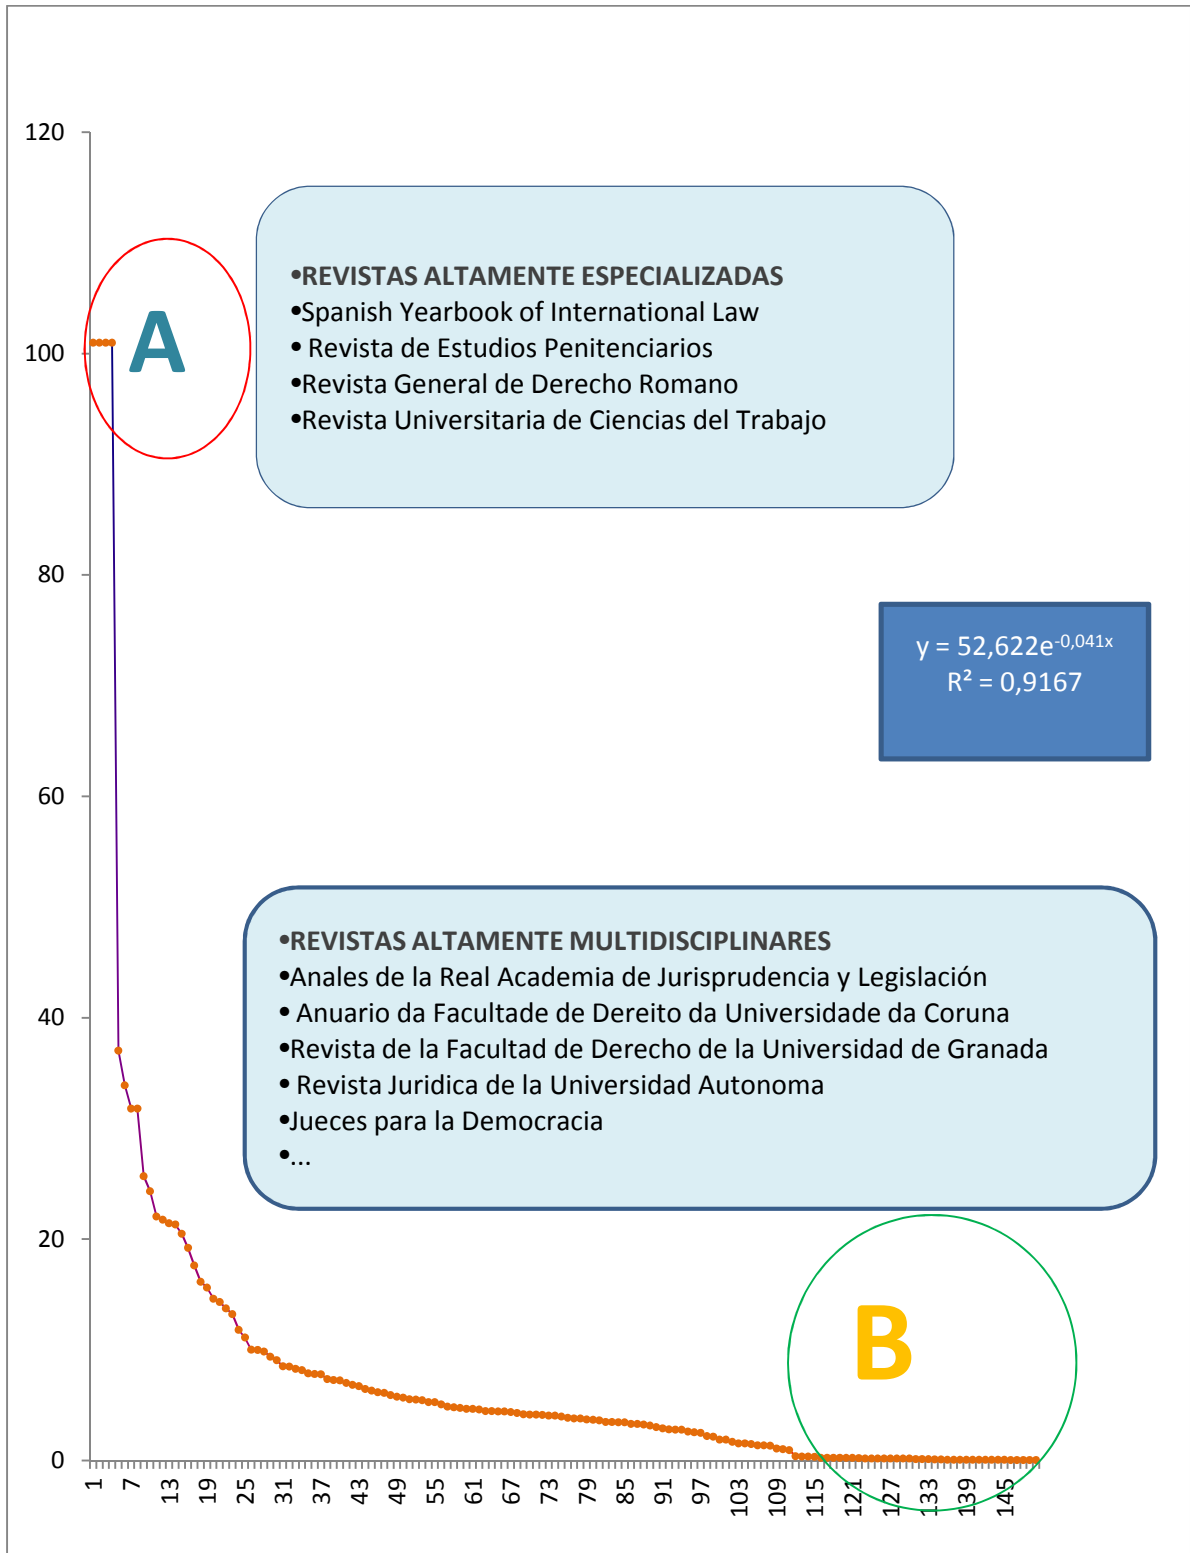 120
100
80
60
40
20
0
A
•REVISTAS ALTAMENTE ESPECIALIZADAS
•Spanish Yearbook of International Law
• Revista de Estudios Penitenciarios
•Revista General de Derecho Romano
•Revista Universitaria de Ciencias del Trabajo
y = 52,622e^-0,041x
R² = 0,9167
•REVISTAS ALTAMENTE MULTIDISCIPLINARES
•Anales de la Real Academia de Jurisprudencia y Legislación
• Anuario da Facultade de Dereito da Universidade da Coruna
•Revista de la Facultad de Derecho de la Universidad de Granada
• Revista Juridica de la Universidad Autonoma
•Jueces para la Democracia
•...
B
1 7 13 19 25 31 37 43 49 55 61 67 73 79 85 91 97 103 109 115 121 127 133 139 145